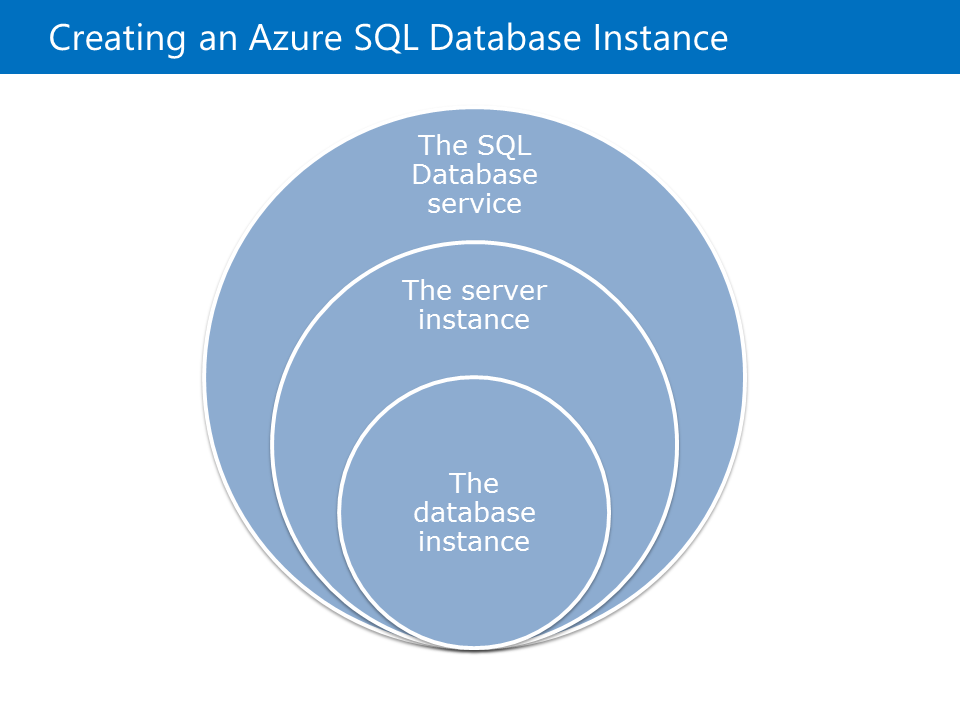 Creating an Azure SQL Database Instance
The SQL
Database
service
The server
instance
The
database
instance